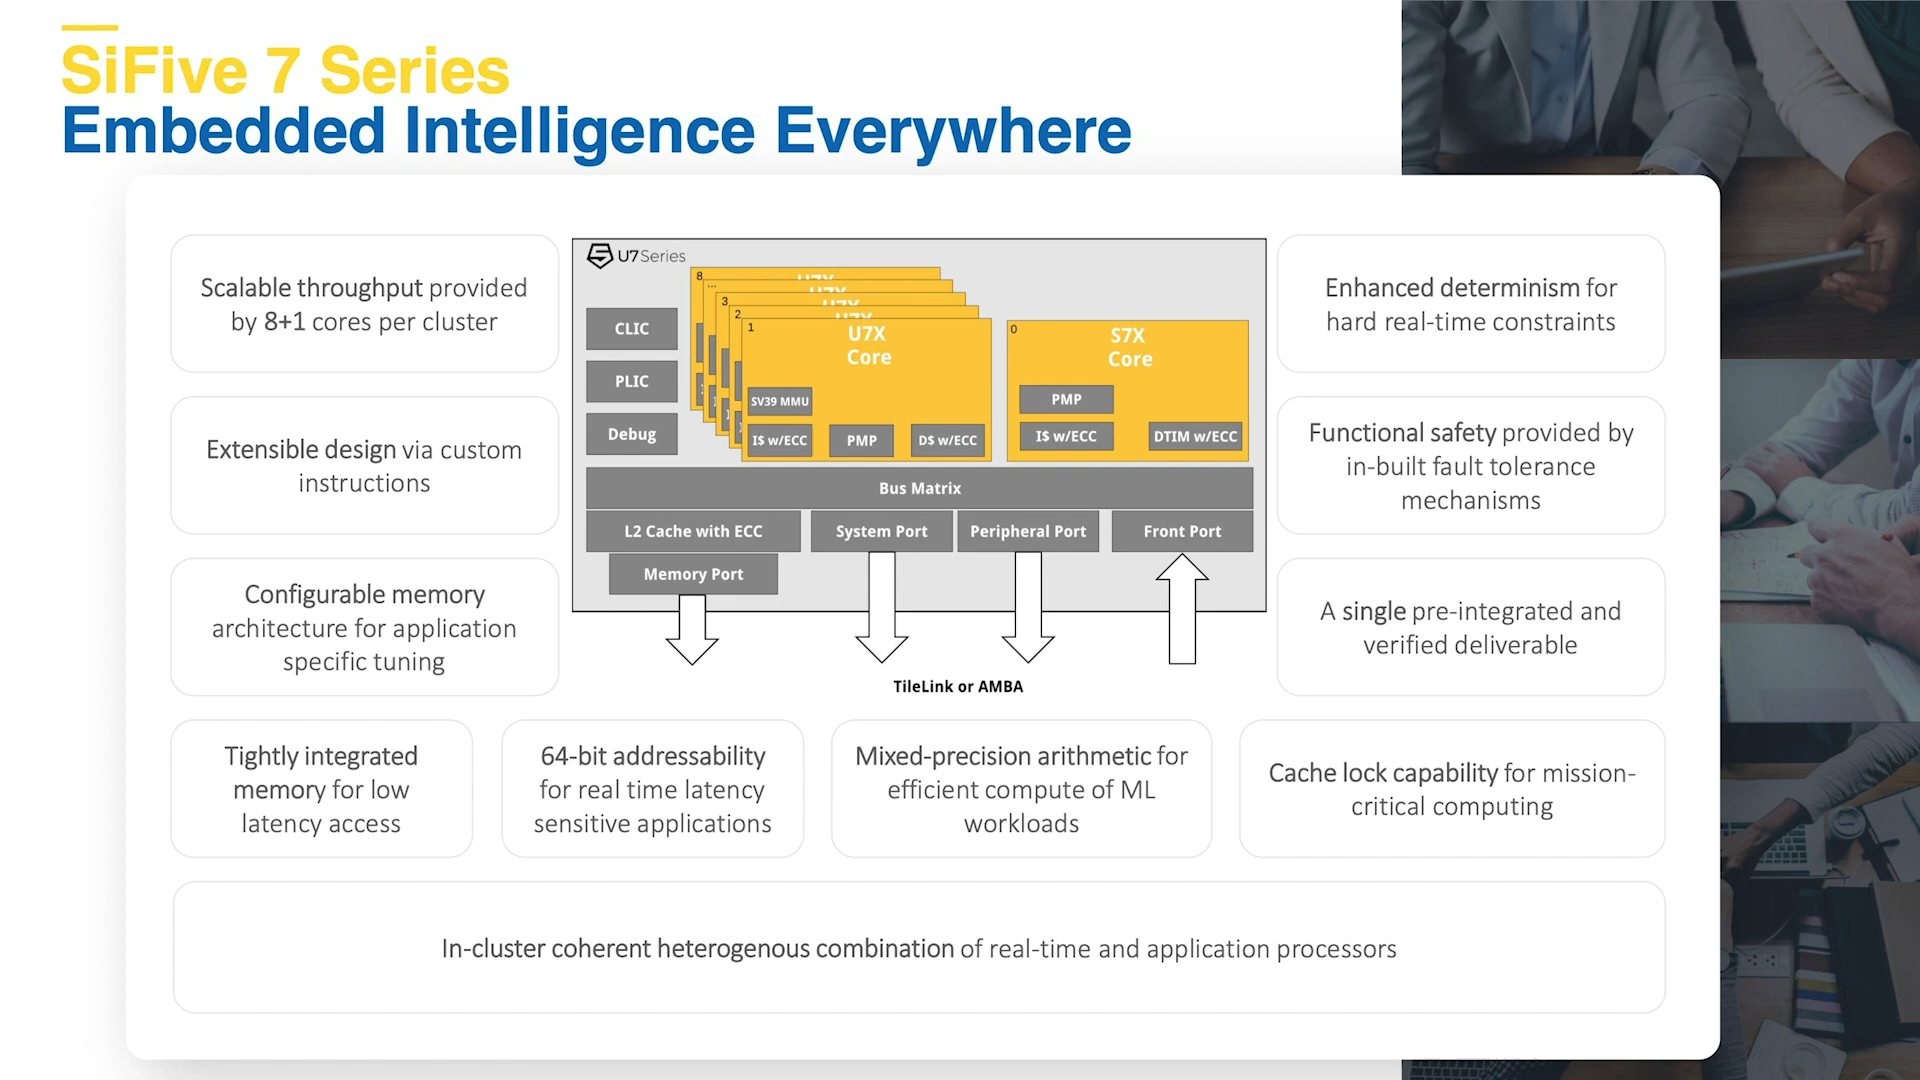 SiFive 7 Series
Embedded Intelligence Everywhere
Scalable throughput provided
by 8+1 cores per cluster
Extensible design via custom
instructions
Configurable memory
architecture for application
specific tuning
U7Series
CLIC
PLIC
Debug
8
...
3
2
1
U7X
U7X
U7X
U7X
U7X
Core
SV39 MMU
I$ w/ECC
PMP
D$ w/ECC
0
S7X
Core
PMP
I$ w/ECC
DTIM w/ECC
Bus Matrix
L2 Cache with ECC
System Port
Peripheral Port
Front Port
Memory Port
TileLink or AMBA
Enhanced determinism for
hard real-time constraints
Functional safety provided by
in-built fault tolerance
mechanisms
A single pre-integrated and
verified deliverable
Tightly integrated
memory for low
latency access
64-bit addressability
for real time latency
sensitive applications
Mixed-precision arithmetic for
efficient compute of ML
workloads
Cache lock capability for mission-
critical computing
In-cluster coherent heterogenous combination of real-time and application processors